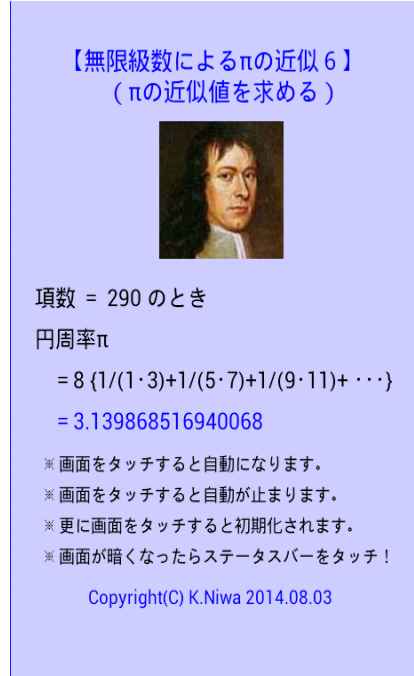 【無限級数によるπの近似６】
（πの近似値を求める）
項数 = 290 のとき
円周率π
= 8 {1/(1·3)+1/(5·7)+1/(9·11)+ ···}
= 3.139868516940068
※画面をタッチすると自動になります。
※画面をタッチすると自動が止まります。
※更に画面をタッチすると初期化されます。
※画面が暗くなったらステータスバーをタッチ！
Copyright(C) K.Niwa 2014.08.03